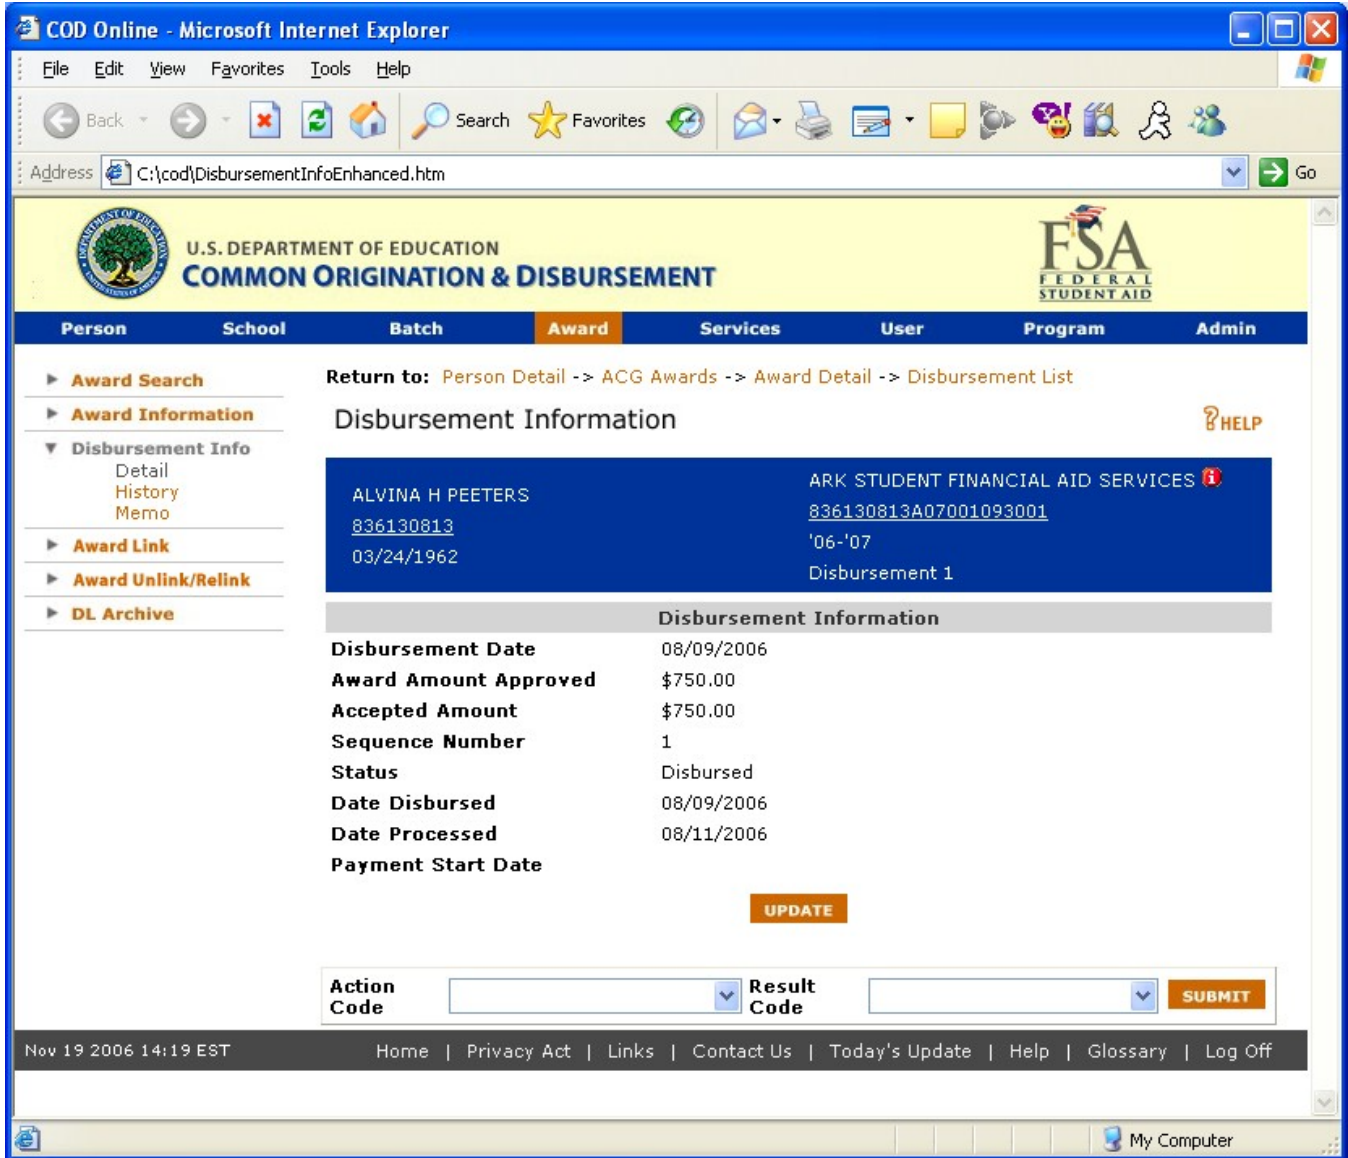 COD Online - Microsoft Internet Explorer
File Edit View Favorites Tools Help
Back Search Favorites
Address C:\cod\DisbursementInfoEnhanced.htm Go
U.S. DEPARTMENT OF EDUCATION
COMMON ORIGINATION & DISBURSEMENT
FSA
FEDERAL
STUDENT AID
Person School Batch Award Services User Program Admin
Award Search
Award Information
Disbursement Info
Detail
History
Memo
Award Link
Award Unlink/Relink
DL Archive
Return to: Person Detail -> ACG Awards -> Award Detail -> Disbursement List
Disbursement Information
?HELP
ALVINA H PEETERS
836130813
03/24/1962
ARK STUDENT FINANCIAL AID SERVICES
836130813A07001093001
'06-'07
Disbursement 1
Disbursement Information
Disbursement Date 08/09/2006
Award Amount Approved $750.00
Accepted Amount $750.00
Sequence Number 1
Status Disbursed
Date Disbursed 08/09/2006
Date Processed 08/11/2006
Payment Start Date
UPDATE
Action Code Result Code SUBMIT
Nov 19 2006 14:19 EST Home | Privacy Act | Links | Contact Us | Today's Update | Help | Glossary | Log Off
My Computer